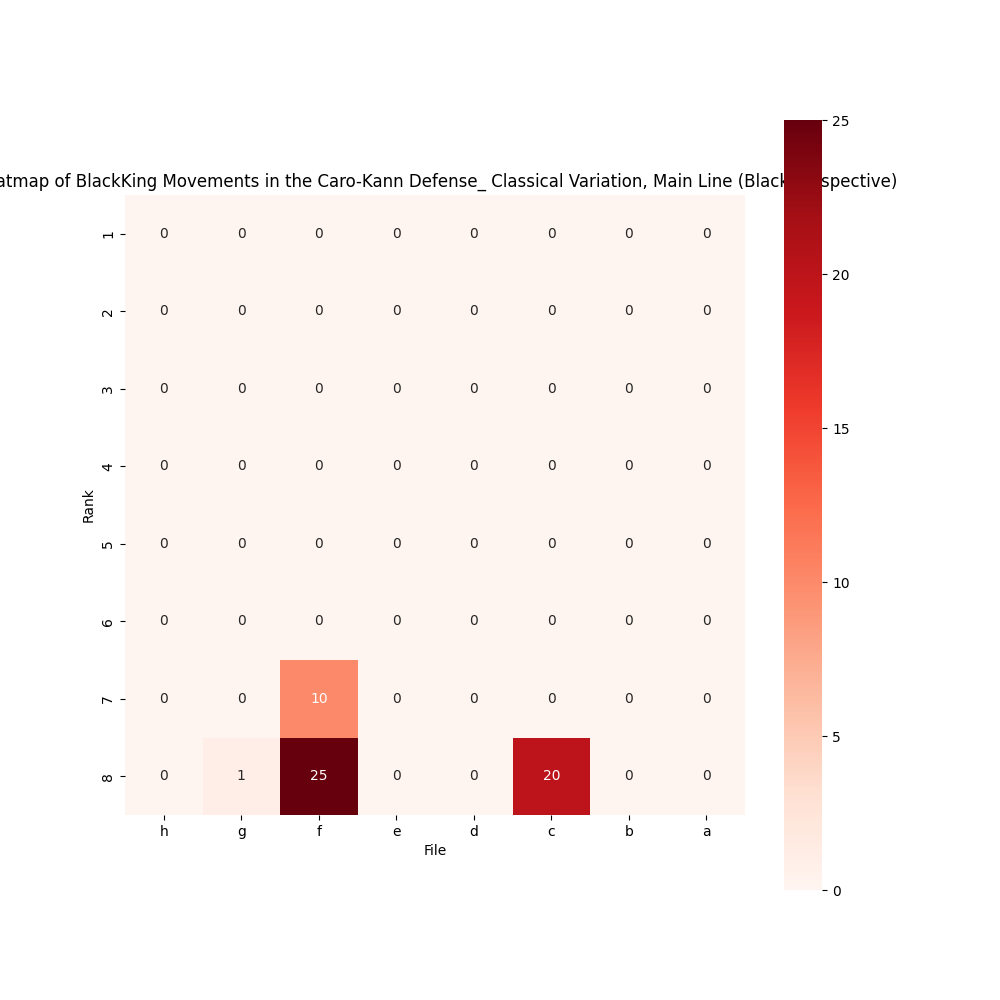 atmap of BlackKing Movements in the Caro-Kann Defense_ Classical Variation, Main Line (Black spective)
25
20
15
10
5
0
Rank
1 0 0 0 0 0 0 0 0
2 0 0 0 0 0 0 0 0
3 0 0 0 0 0 0 0 0
4 0 0 0 0 0 0 0 0
5 0 0 0 0 0 0 0 0
6 0 0 0 0 0 0 0 0
7 0 0 10 0 0 0 0 0
8 0 1 25 0 0 20 0 0
h g f e d c b a
File